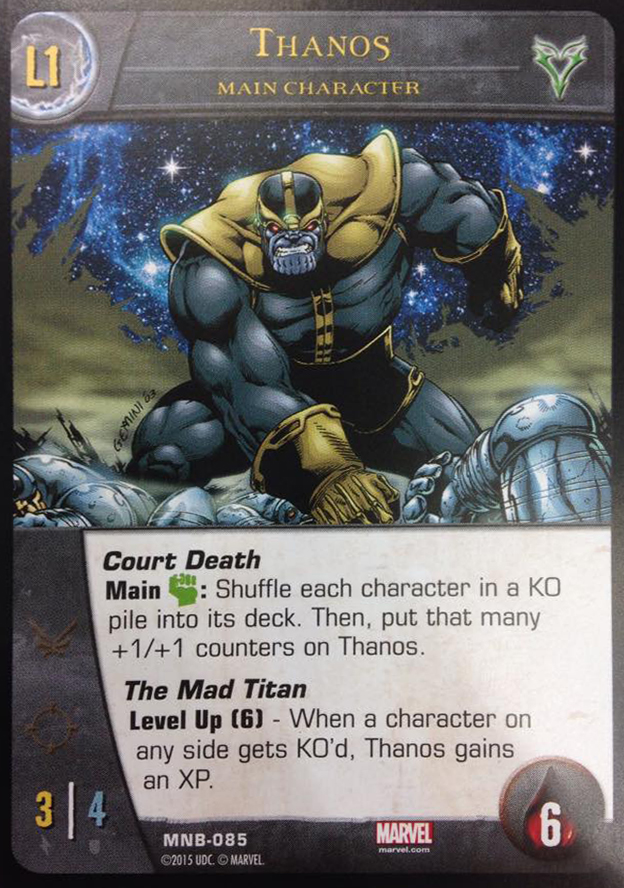 L1
THANOS
MAIN CHARACTER
GEMINI '03
Court Death
Main : Shuffle each character in a KO
pile into its deck. Then, put that many
+1/+1 counters on Thanos.
The Mad Titan
Level Up (6) - When a character on
any side gets KO'd, Thanos gains
an XP.
3 | 4
6
MNB-085
©2015 UDC. © MARVEL.
MARVEL
marvel.com